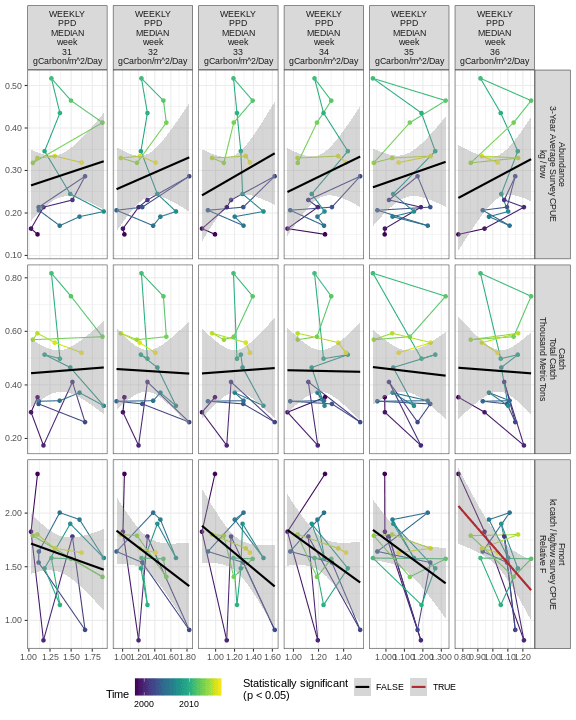 WEEKLY
PPD
MEDIAN
week
31
gCarbon/m^2/Day
WEEKLY
PPD
MEDIAN
week
32
gCarbon/m^2/Day
WEEKLY
PPD
MEDIAN
week
33
gCarbon/m^2/Day
WEEKLY
PPD
MEDIAN
week
34
gCarbon/m^2/Day
WEEKLY
PPD
MEDIAN
week
35
gCarbon/m^2/Day
WEEKLY
PPD
MEDIAN
week
36
gCarbon/m^2/Day
0.50
0.40
0.30
0.20
0.10
Abundance
3-Year Average Survey CPUE
kg / tow
0.80
0.60
0.40
0.20
Catch
Total Catch
Thousand Metric Tons
2.00
1.50
1.00
Fmort
kt catch / kg/tow survey CPUE
Relative F
1.00 1.25 1.50 1.75
1.00 1.20 1.40 1.60 1.80
0.90 1.00 1.20 1.40 1.60
1.00 1.20 1.40
1.000 1.100 1.200 1.300
0.80 0.90 1.00 1.10 1.20
Time
2000 2010
Statistically significant
(p < 0.05)
FALSE TRUE